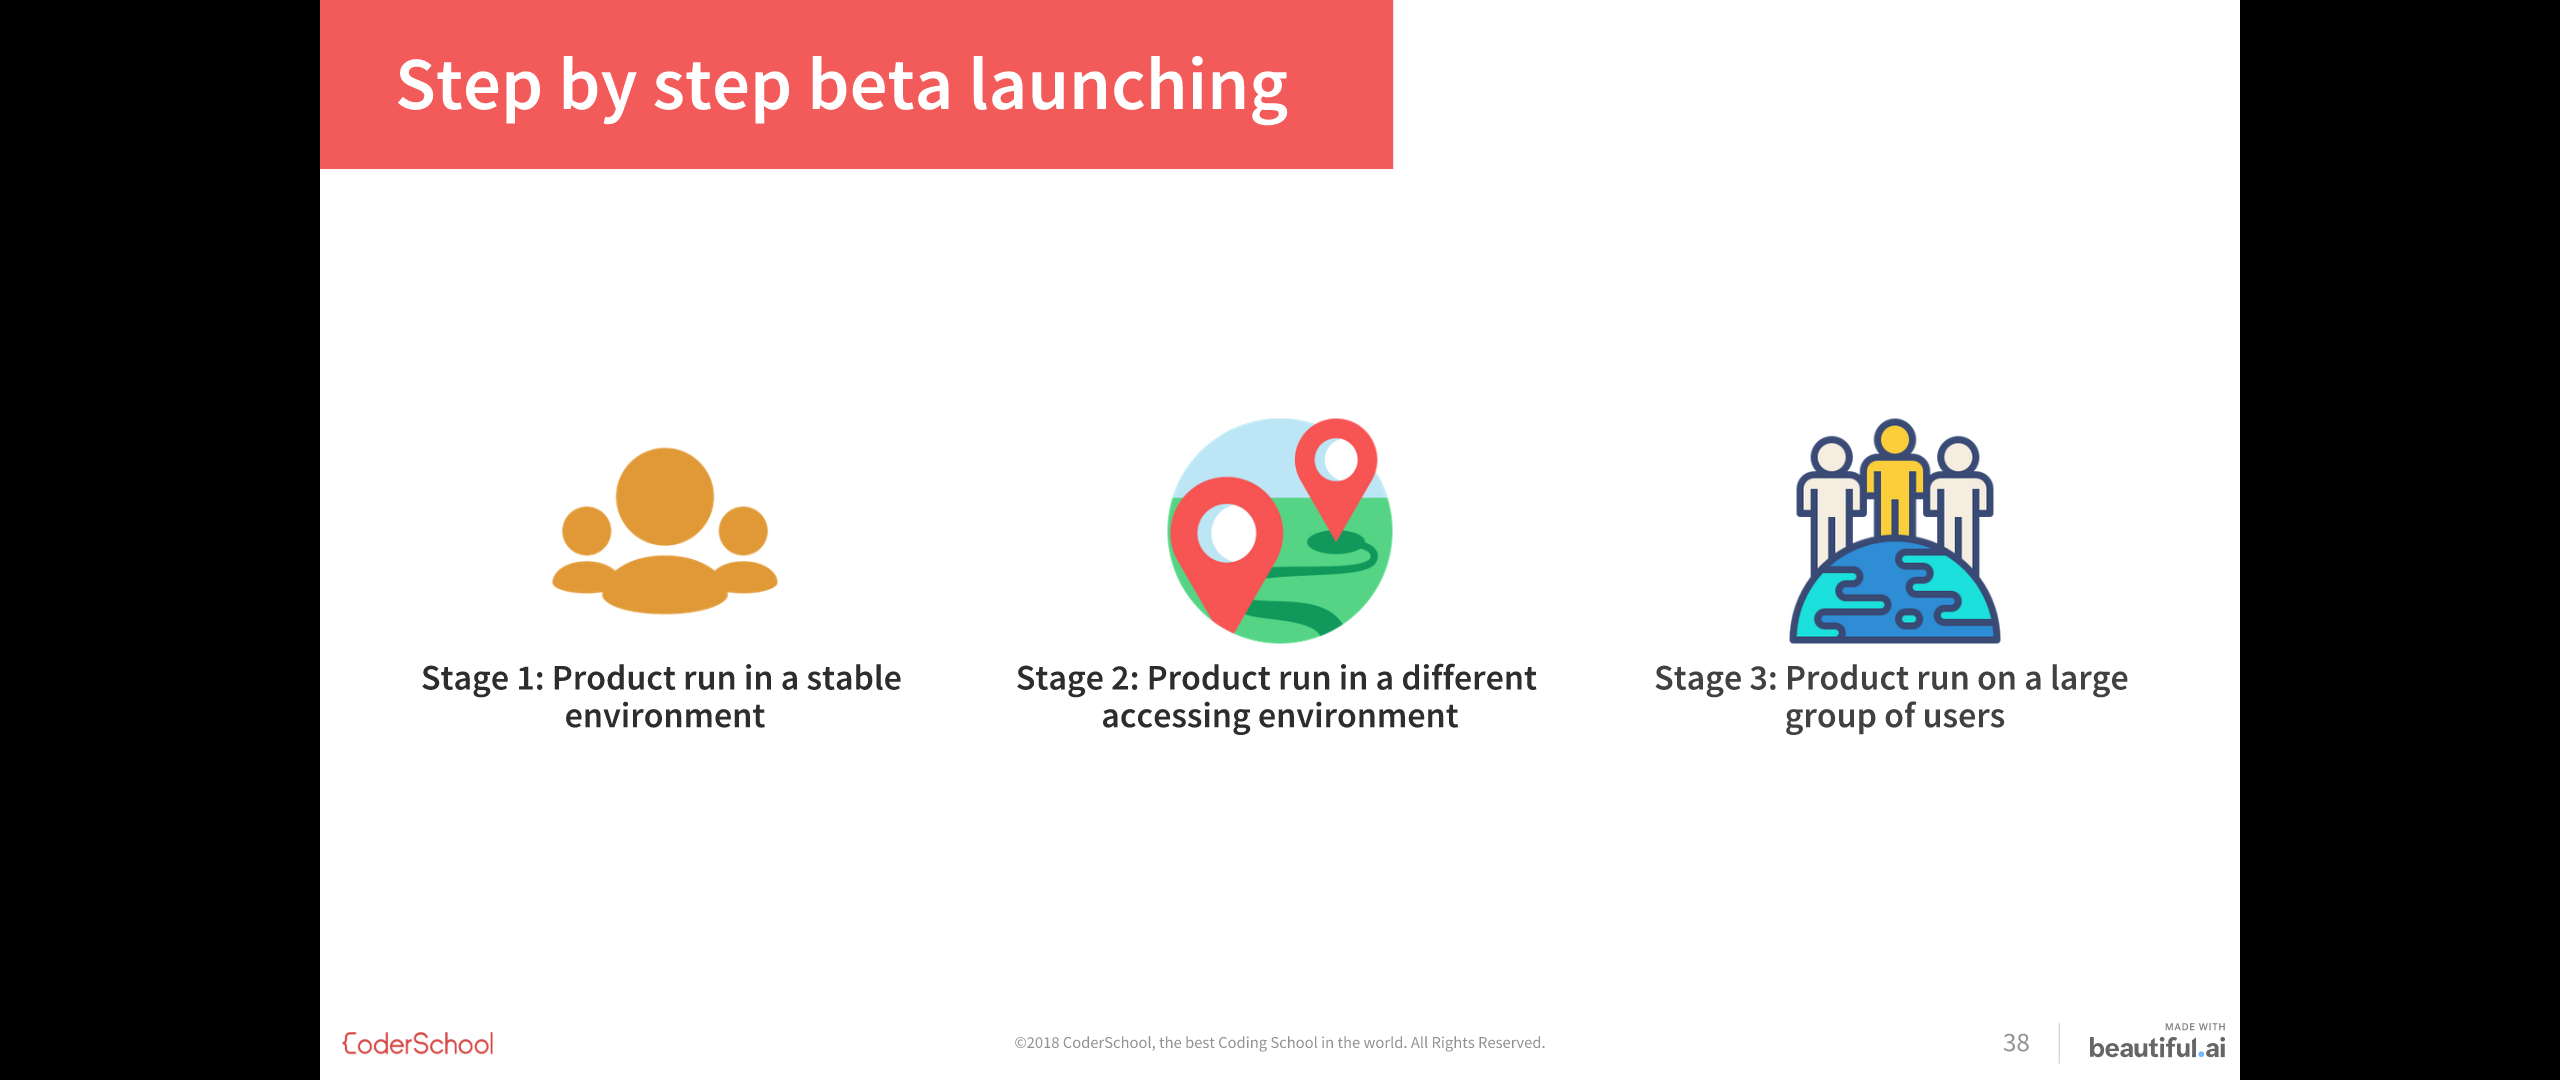 Step by step beta launching
Stage 1: Product run in a stable
environment
Stage 2: Product run in a different
accessing environment
Stage 3: Product run on a large
group of users
CoderSchool
©2018 CoderSchool, the best Coding School in the world. All Rights Reserved.
38
MADE WITH
beautiful.ai